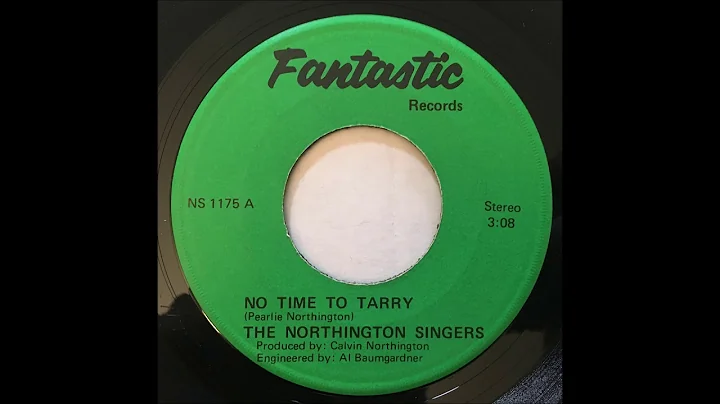 Fantastic
Records
NS 1175 A
Stereo
3:08
NO TIME TO TARRY
(Pearlie Northington)
THE NORTHINGTON SINGERS
Produced by: Calvin Northington
Engineered by: Al Baumgardner